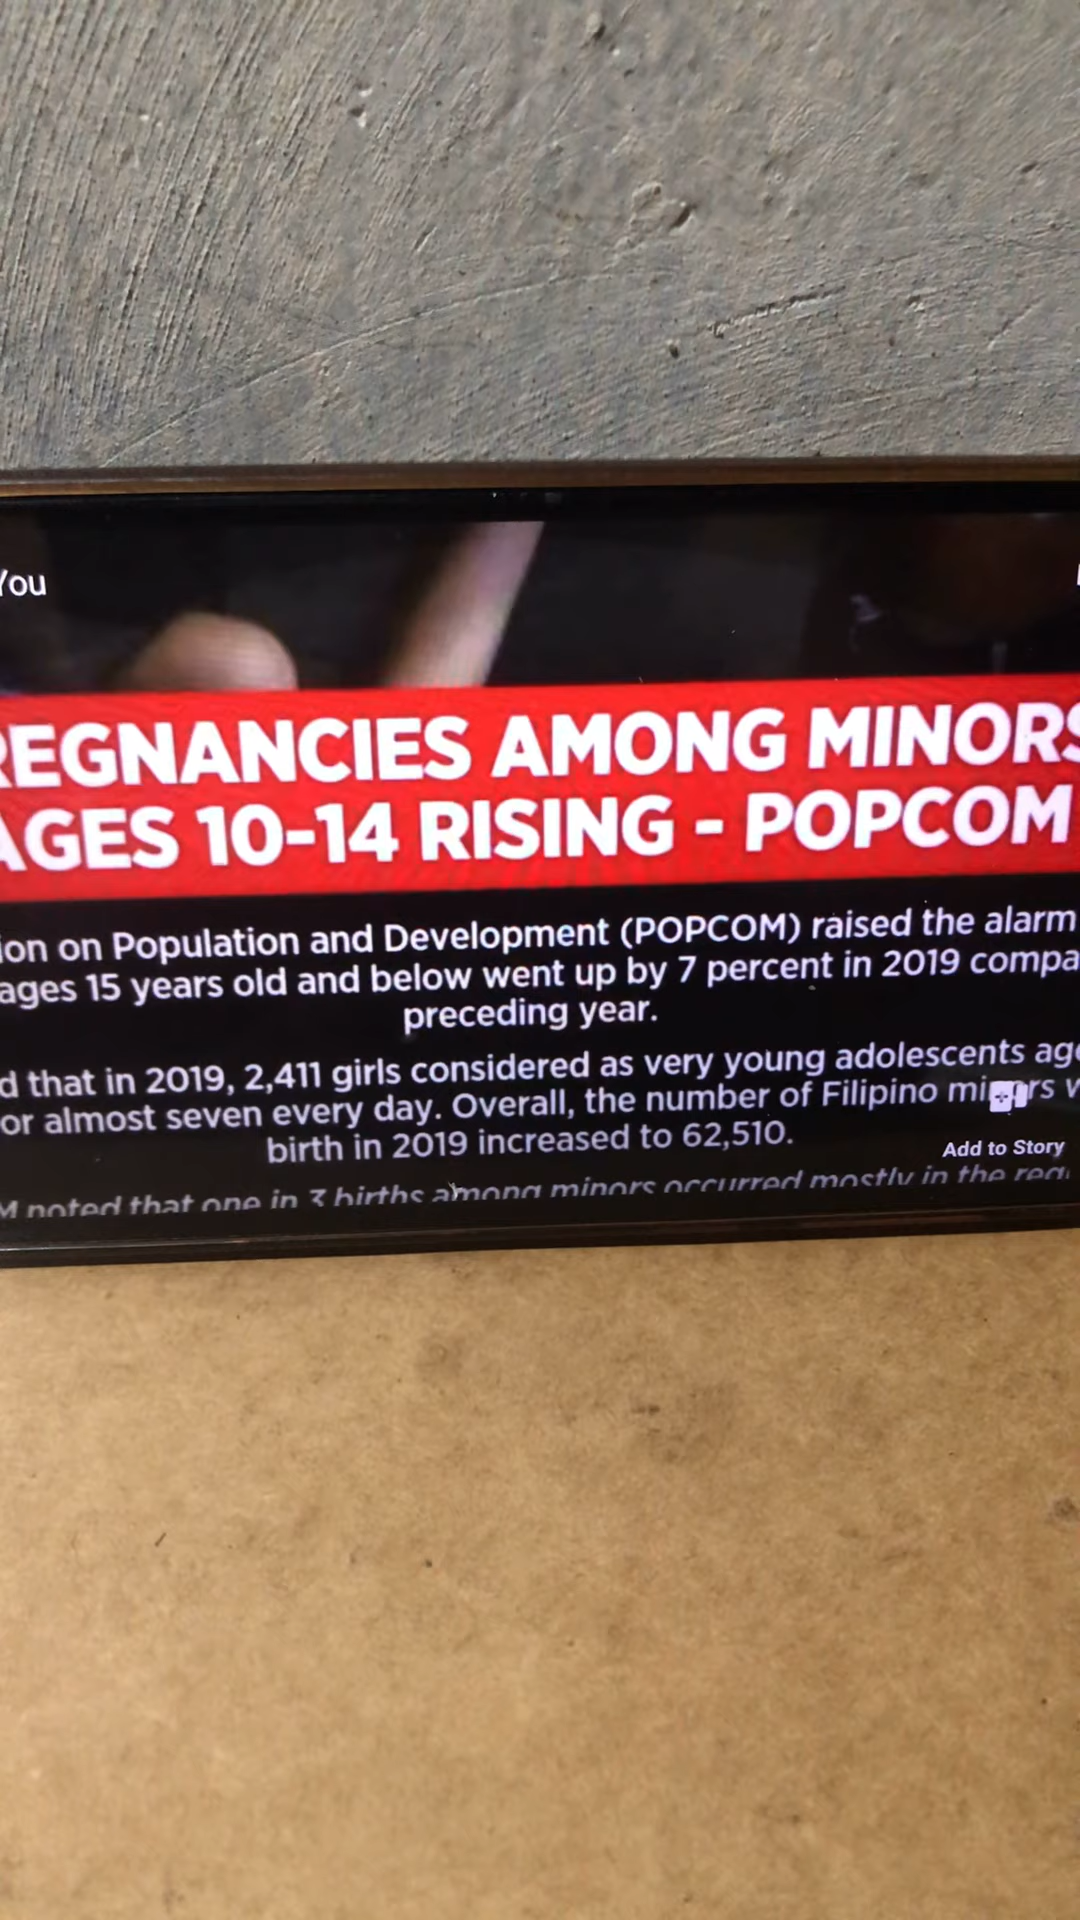 You
REGNANCIES AMONG MINORS
AGES 10-14 RISING - POPCOM
ion on Population and Development (POPCOM) raised the alarm
ages 15 years old and below went up by 7 percent in 2019 compa
preceding year.
d that in 2019, 2,411 girls considered as very young adolescents age
or almost seven every day. Overall, the number of Filipino minors w
birth in 2019 increased to 62,510.
Add to Story
M noted that one in 3 births among minors occurred mostly in the regi